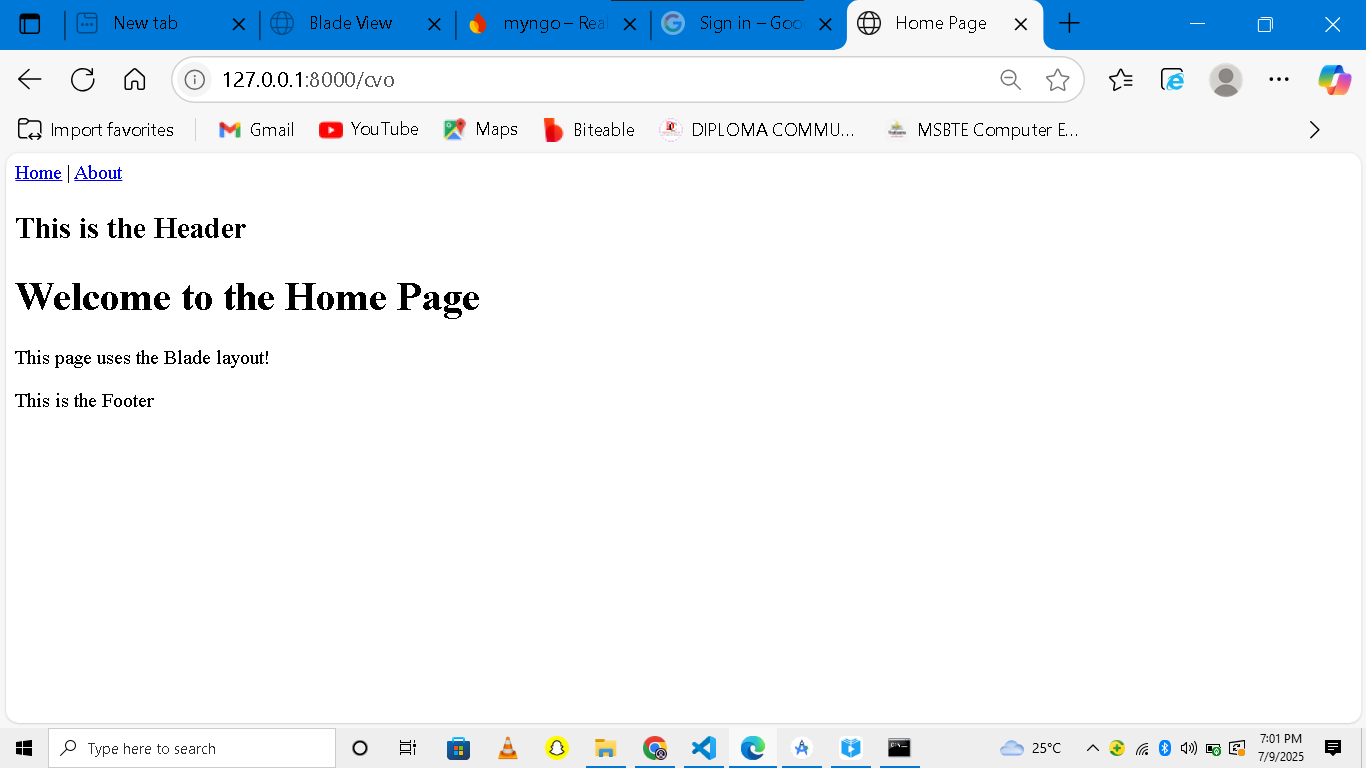 New tab
Blade View
myngo – Real
Sign in – Goo
Home Page
127.0.0.1:8000/cvo
Import favorites
Gmail
YouTube
Maps
Biteable
DIPLOMA COMMU...
MSBTE Computer E...
Home | About
This is the Header
Welcome to the Home Page
This page uses the Blade layout!
This is the Footer
Type here to search
25°C
7:01 PM
7/9/2025